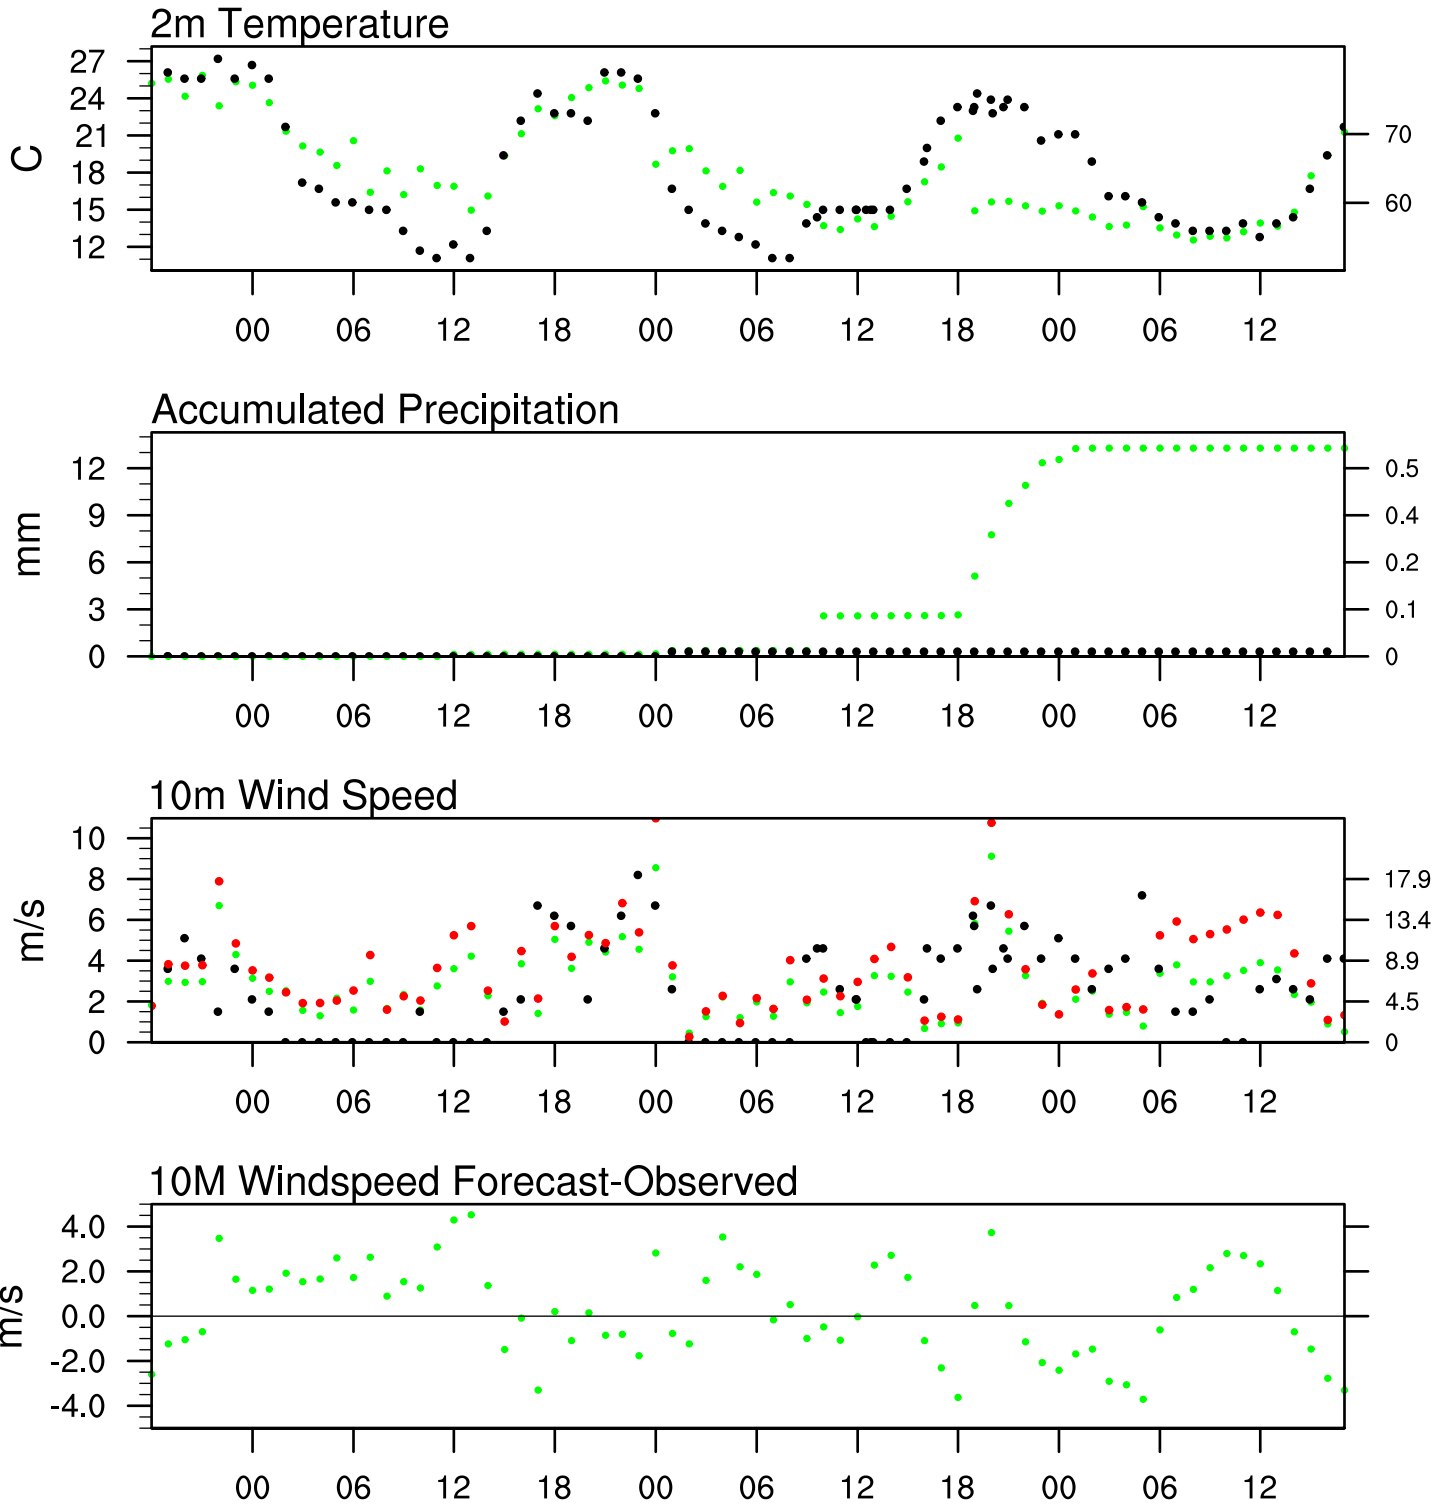 2m Temperature
27
24
21
18
15
12
C
70
60
00 06 12 18 00 06 12 18 00 06 12
Accumulated Precipitation
12
9
6
3
0
mm
0.5
0.4
0.2
0.1
0
00 06 12 18 00 06 12 18 00 06 12
10m Wind Speed
10
8
6
4
2
0
m/s
17.9
13.4
8.9
4.5
0
00 06 12 18 00 06 12 18 00 06 12
10M Windspeed Forecast-Observed
4.0
2.0
0.0
-2.0
-4.0
m/s
00 06 12 18 00 06 12 18 00 06 12